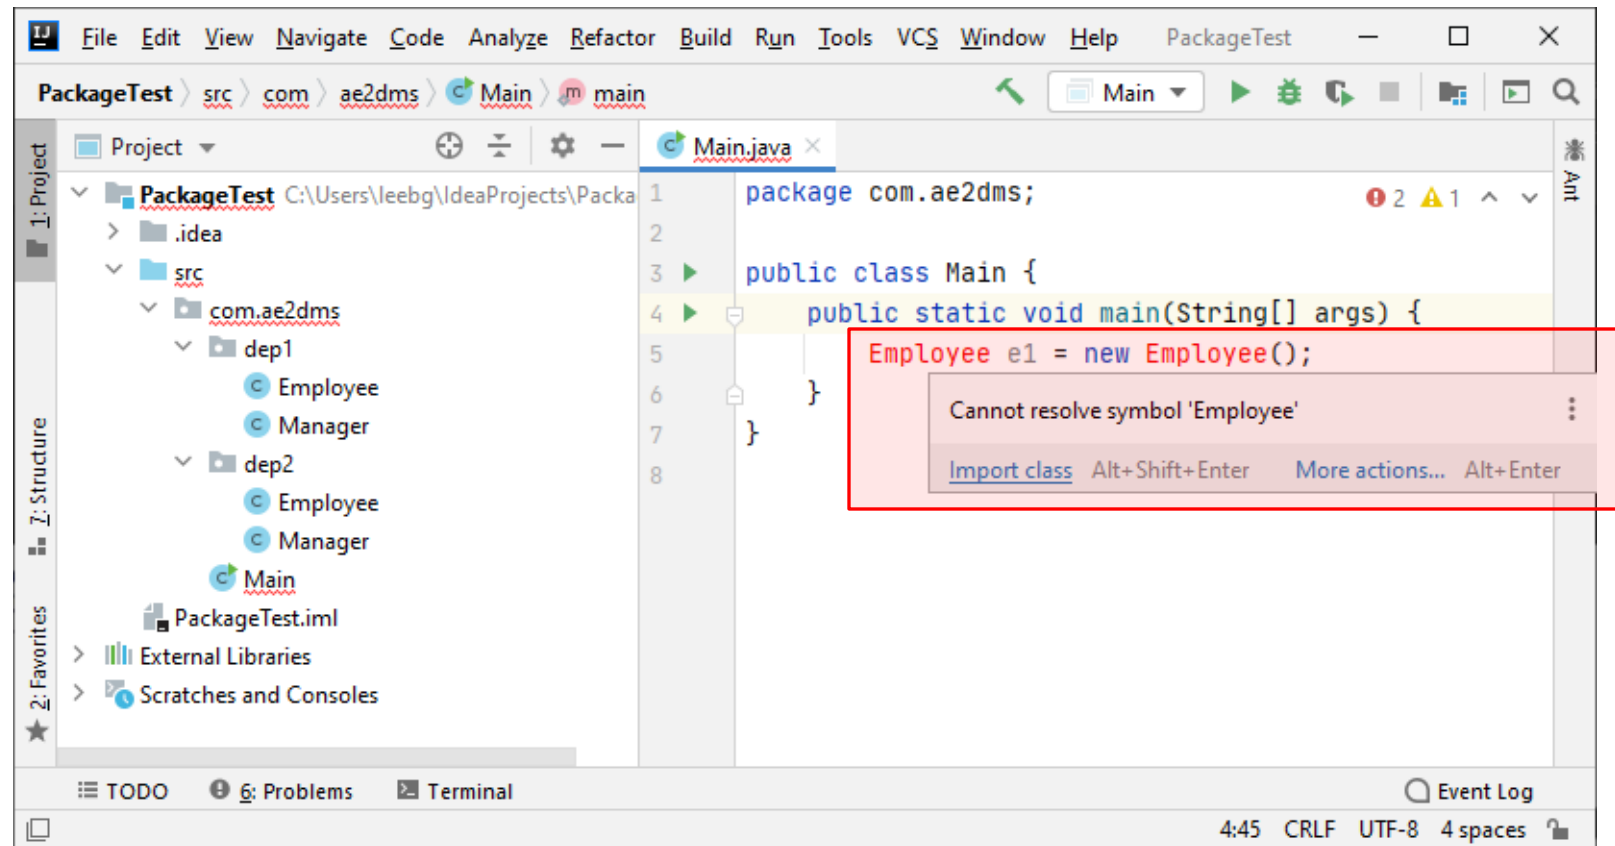 IJ File Edit View Navigate Code Analyze Refactor Build Run Tools VCS Window Help PackageTest
PackageTest src com ae2dms C Main m main Main
1: Project
7: Structure
2: Favorites
Project
PackageTest C:\Users\leebg\IdeaProjects\Packa
.idea
src
com.ae2dms
dep1
C Employee
C Manager
dep2
C Employee
C Manager
C Main
PackageTest.iml
External Libraries
Scratches and Consoles
C Main.java
2 1
1 package com.ae2dms;
2
3 public class Main {
4 public static void main(String[] args) {
5 Employee e1 = new Employee();
6 }
7 }
8
Cannot resolve symbol 'Employee'
Import class Alt+Shift+Enter More actions... Alt+Enter
Ant
TODO 6: Problems Terminal Event Log
4:45 CRLF UTF-8 4 spaces